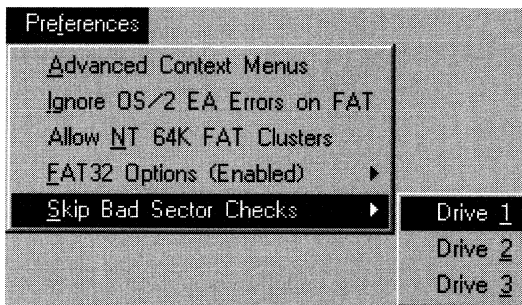 Preferences
Advanced Context Menus
Ignore OS/2 EA Errors on FAT
Allow NT 64K FAT Clusters
FAT32 Options (Enabled)
Skip Bad Sector Checks
Drive 1
Drive 2
Drive 3